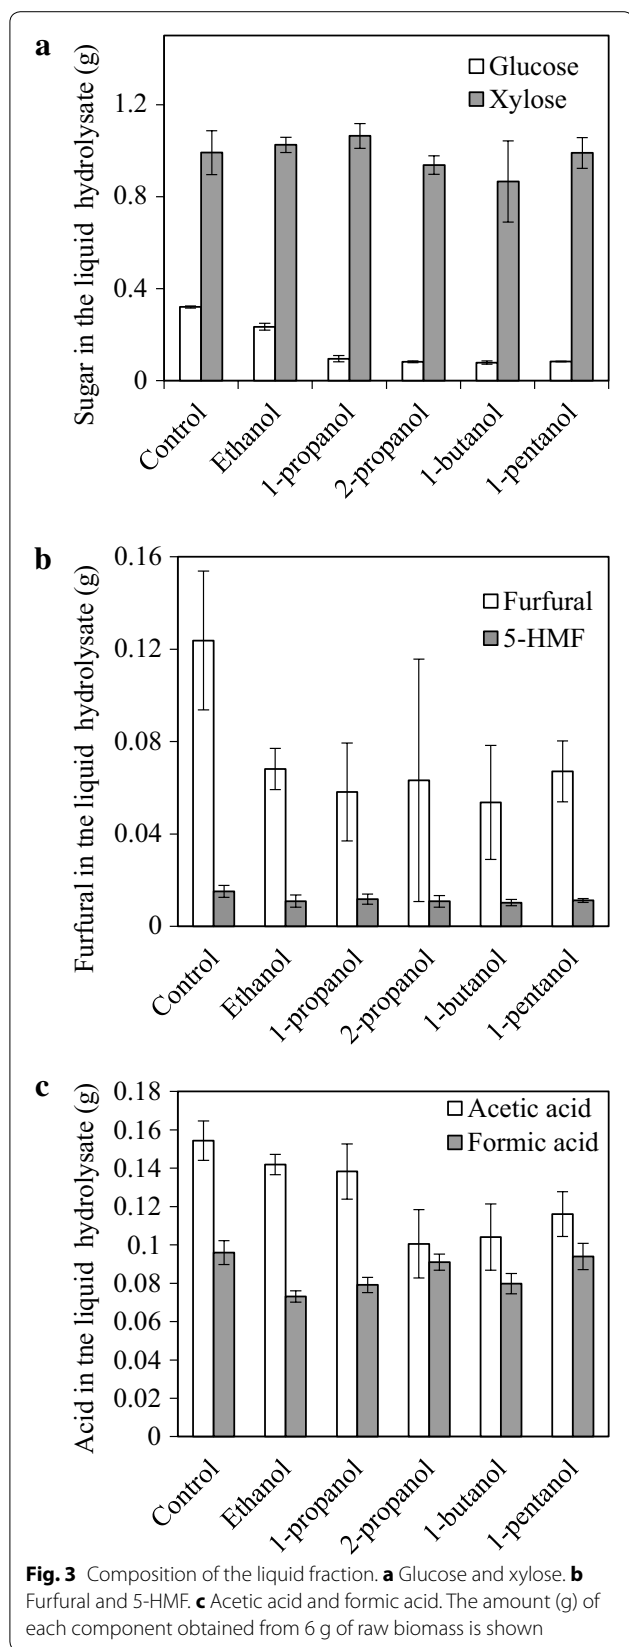 a
Sugar in the liquid hydrolysate (g)
1.2
0.8
0.4
0
Glucose
Xylose
Control
Ethanol
1-propanol
2-propanol
1-butanol
1-pentanol
b
Furfural in tne liquid hydrolysate (g)
0.16
0.12
0.08
0.04
0
Furfural
5-HMF
Control
Ethanol
1-propanol
2-propanol
1-butanol
1-pentanol
c
Acid in tne liquid hydrolysate (g)
0.18
0.16
0.14
0.12
0.1
0.08
0.06
0.04
0.02
0
Acetic acid
Formic acid
Control
Ethanol
1-propanol
2-propanol
1-butanol
1-pentanol
Fig. 3 Composition of the liquid fraction. a Glucose and xylose. b
Furfural and 5-HMF. c Acetic acid and formic acid. The amount (g) of
each component obtained from 6 g of raw biomass is shown